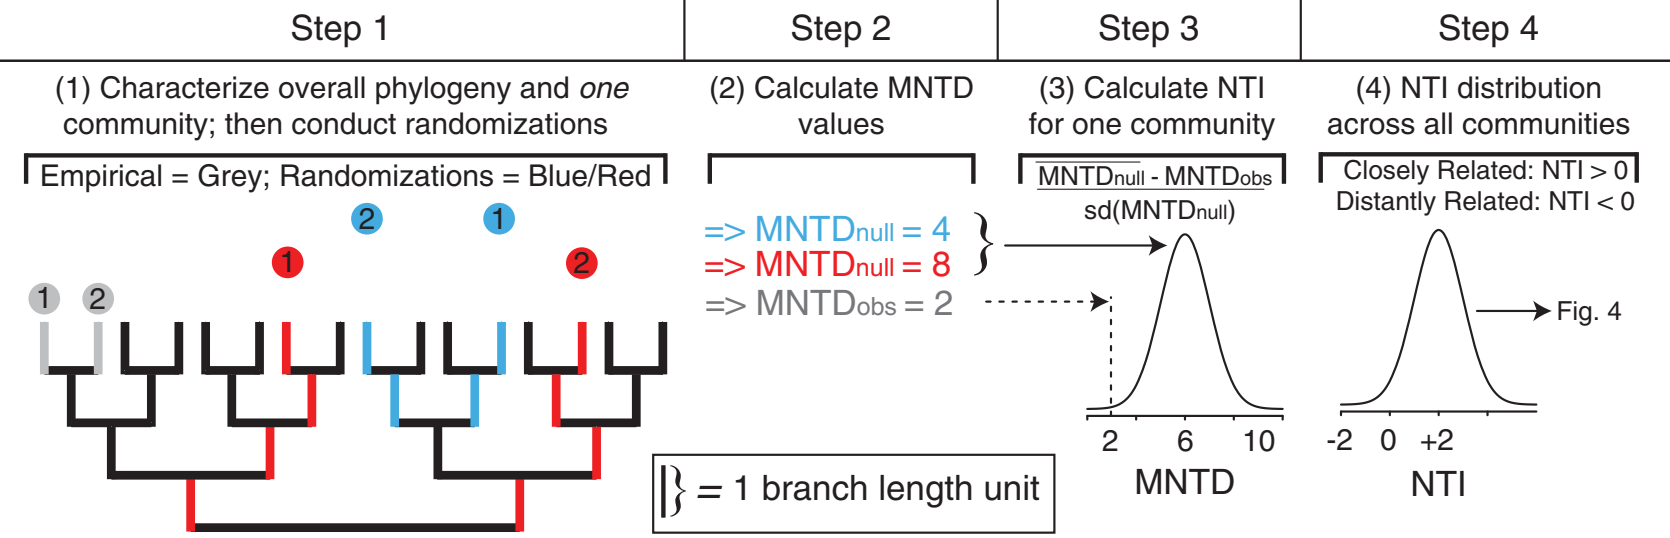 Step 1
Step 2
Step 3
Step 4
(1) Characterize overall phylogeny and one
community; then conduct randomizations
Empirical = Grey; Randomizations = Blue/Red
2
1
1
2
1
2
(2) Calculate MNTD
values
=> MNTDnull = 4
=> MNTDnull = 8
=> MNTDobs = 2
} = 1 branch length unit
(3) Calculate NTI
for one community
MNTDnull - MNTDobs
sd(MNTDnull)
2 6 10
MNTD
(4) NTI distribution
across all communities
Closely Related: NTI > 0
Distantly Related: NTI < 0
Fig. 4
-2 0 +2
NTI